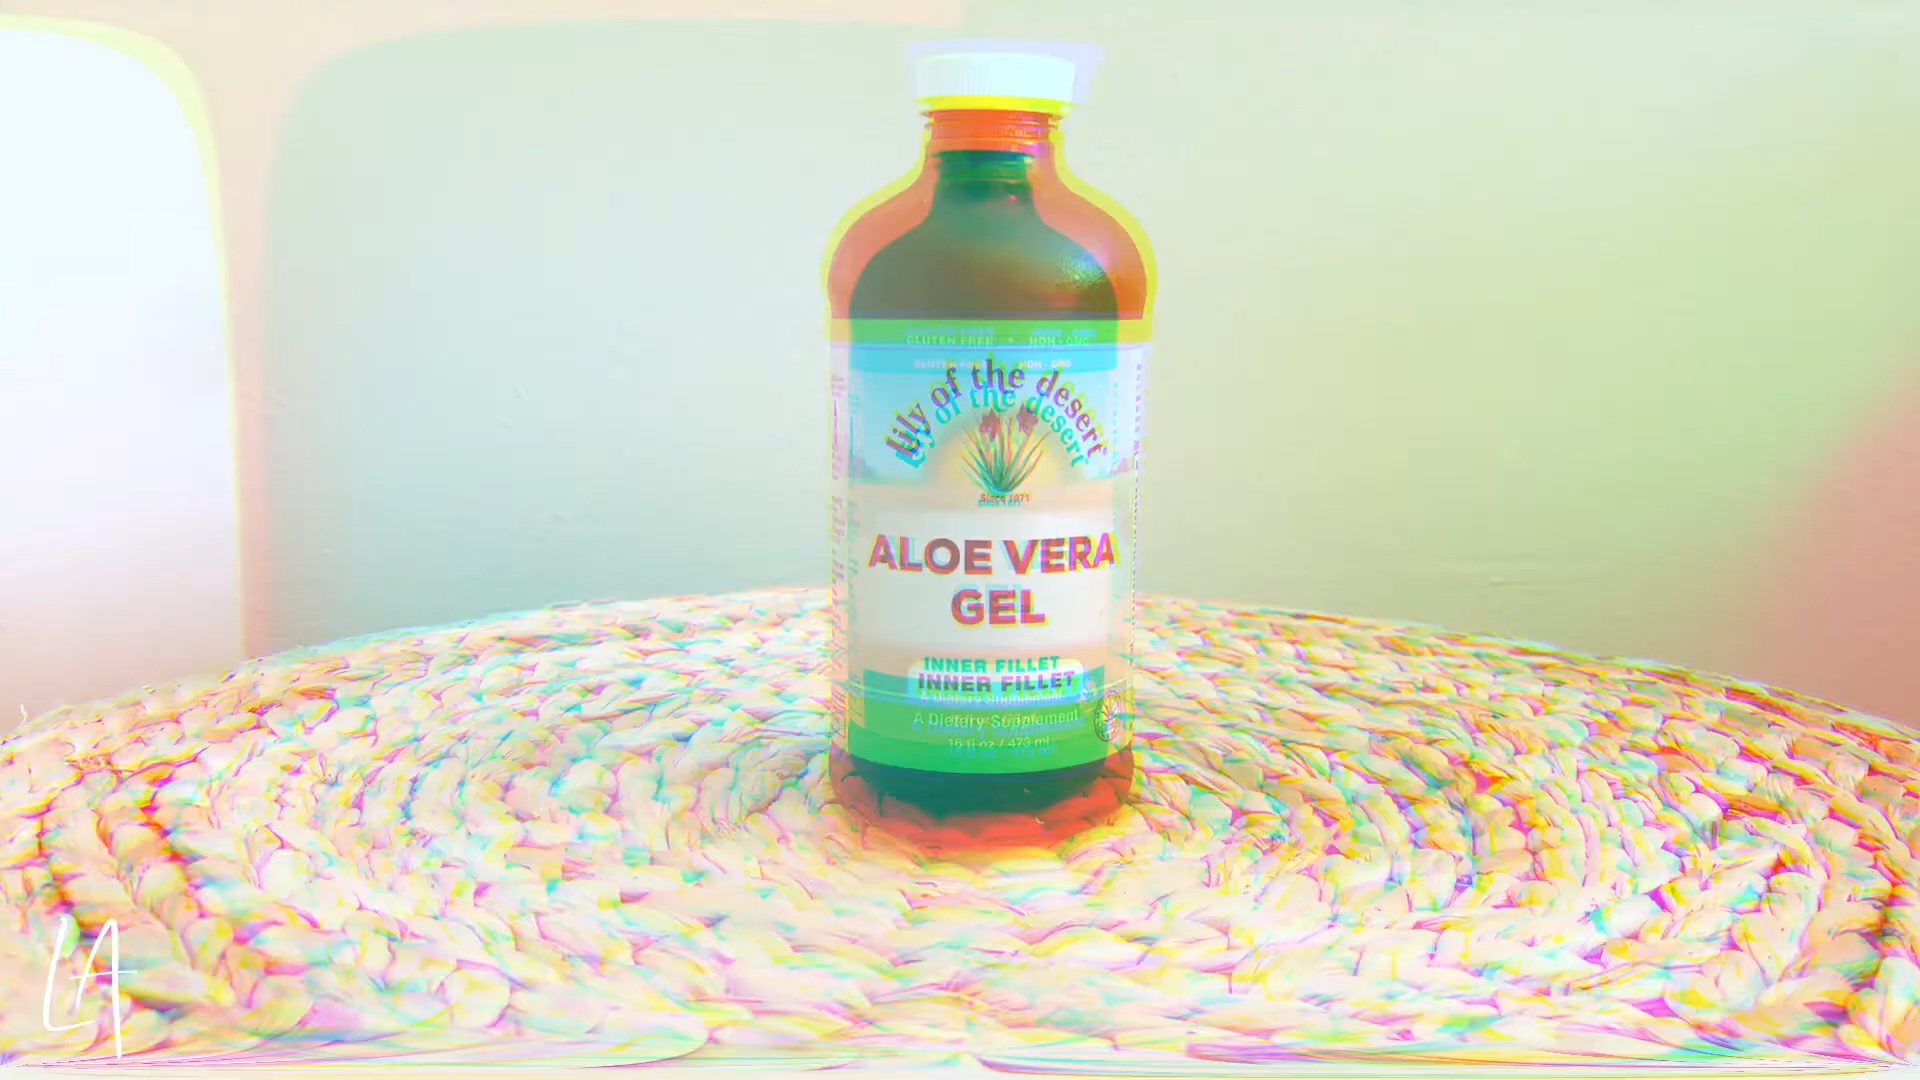 GLUTEN FREE • NON-GMO
lily of the desert
Since 1971
ALOE VERA
GEL
INNER FILLET
A Dietary Supplement
16 fl oz / 473 ml
LA